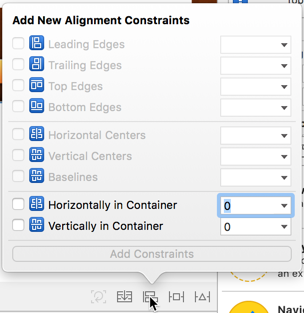 Add New Alignment Constraints
Leading Edges
Trailing Edges
Top Edges
Bottom Edges
Horizontal Centers
Vertical Centers
Baselines
Horizontally in Container 0
Vertically in Container 0
Add Constraints
an ex
Navi